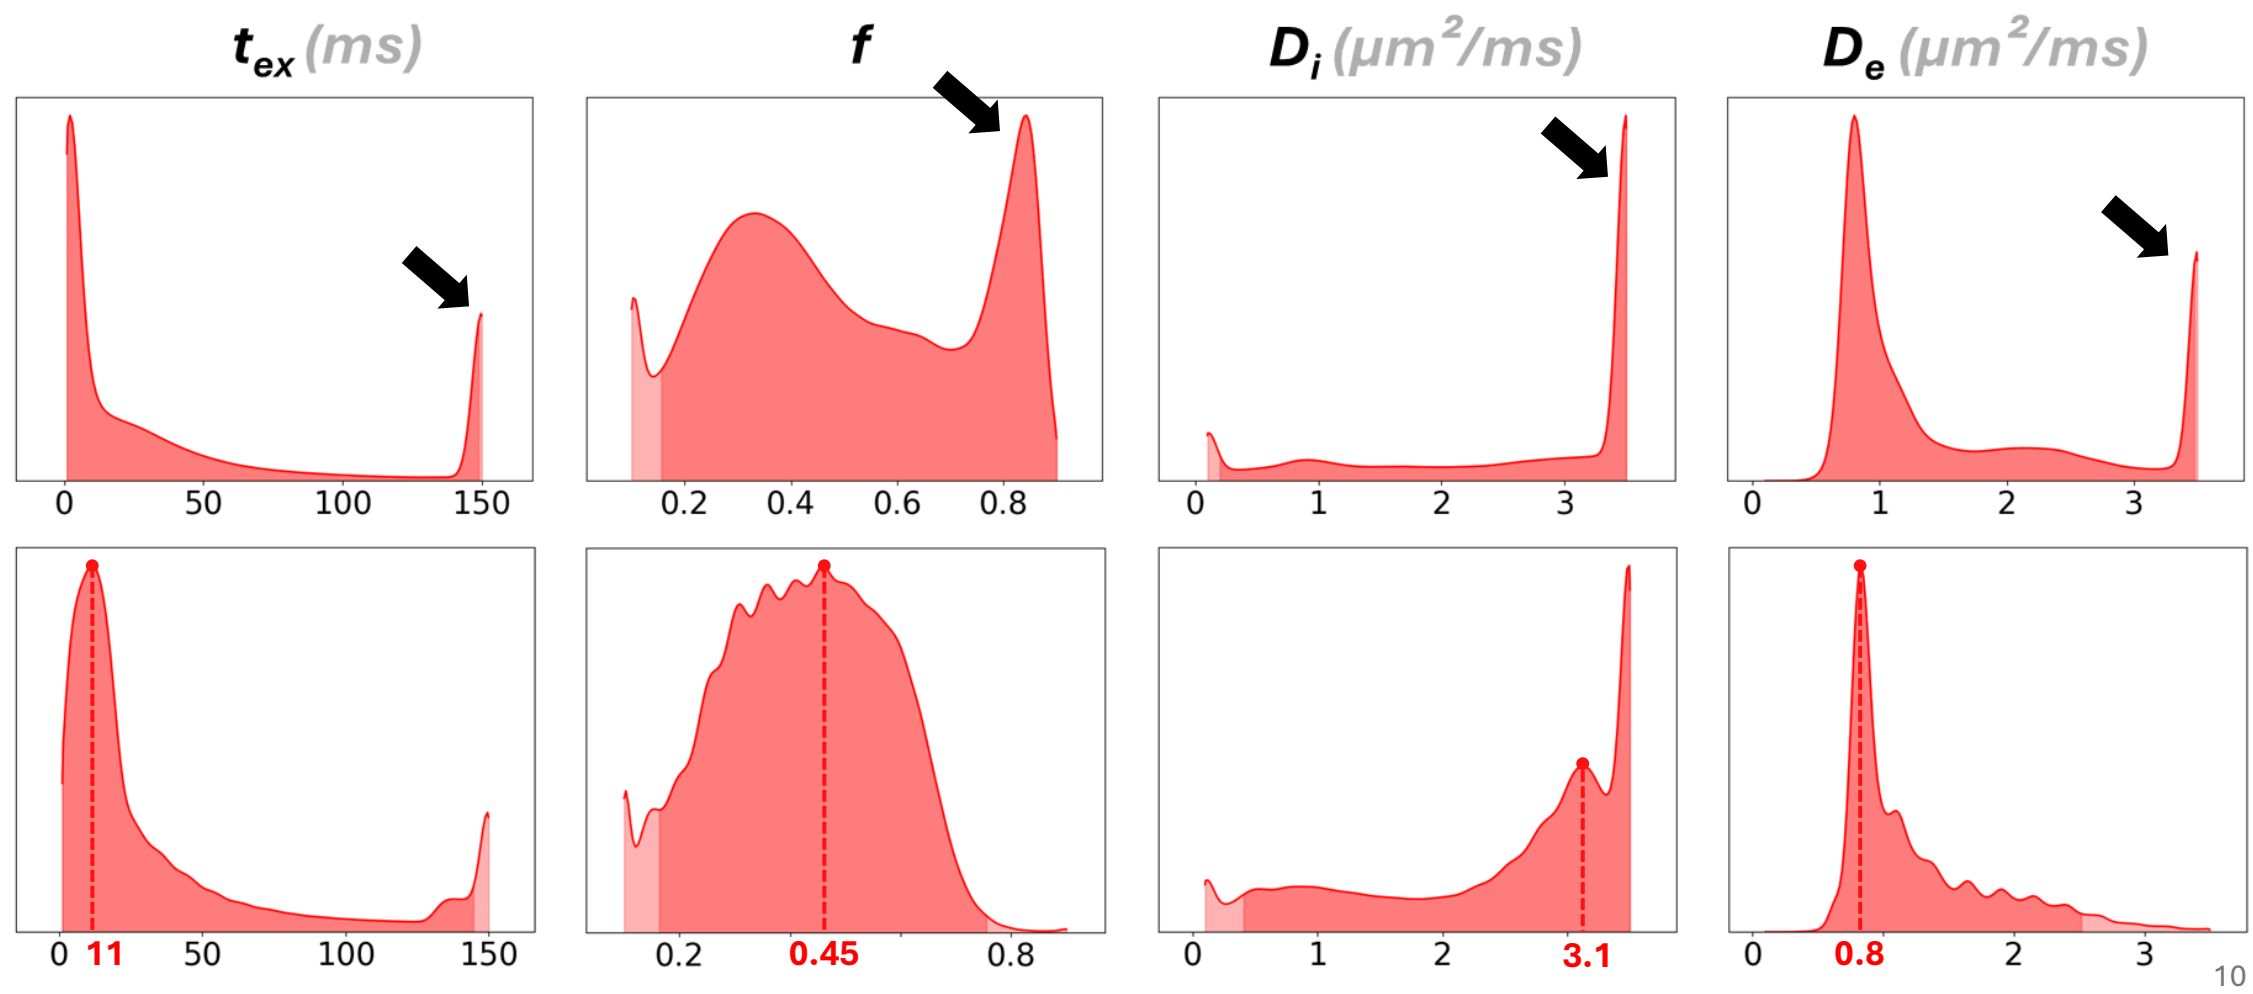 t_ex (ms) f D_i (μm²/ms) D_e (μm²/ms)
0 50 100 150 0.2 0.4 0.6 0.8 0 1 2 3 0 1 2 3
0 11 50 100 150 0.2 0.45 0.8 0 1 2 3.1 0 0.8 2 3
10